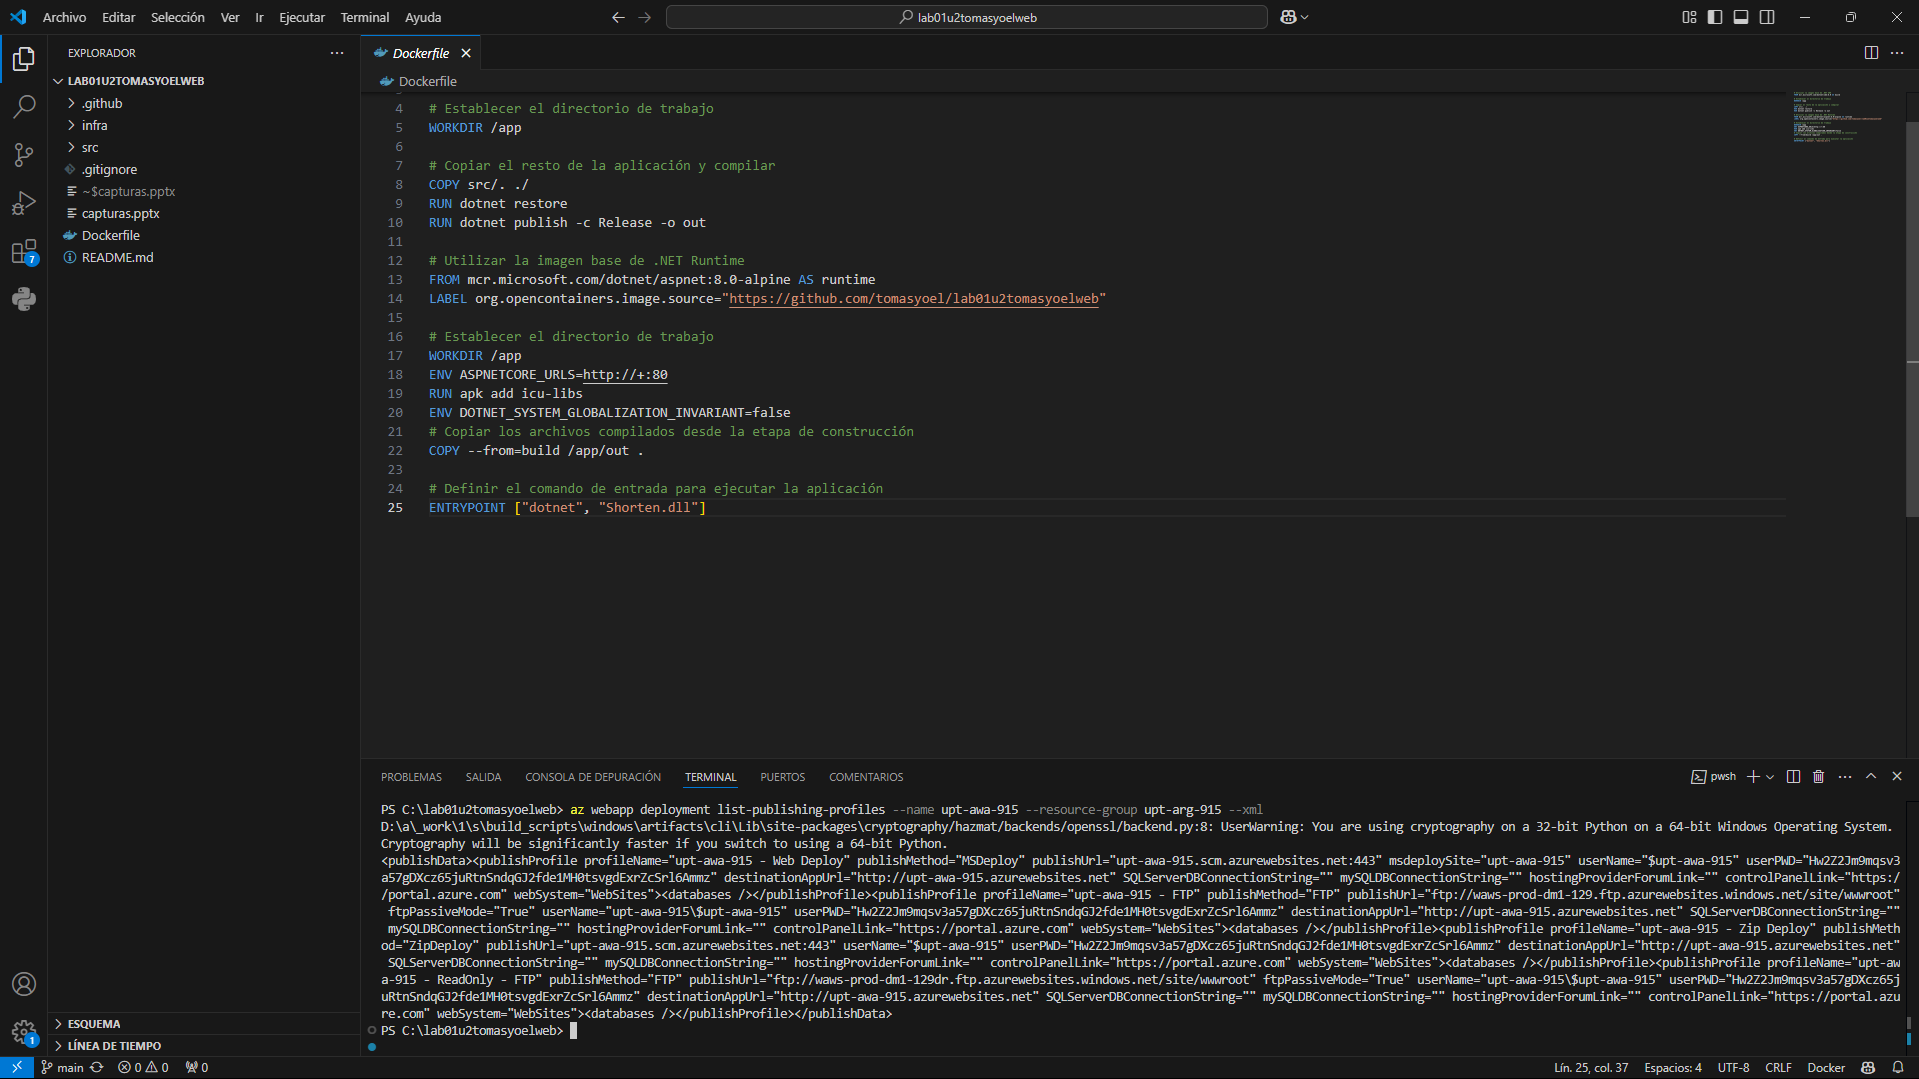 Archivo Editar Selección Ver Ir Ejecutar Terminal Ayuda
lab01u2tomasyoelweb
EXPLORADOR
LAB01U2TOMASYOELWEB
.github
infra
src
.gitignore
~$capturas.pptx
capturas.pptx
Dockerfile
README.md
ESQUEMA
LÍNEA DE TIEMPO
7
1
Dockerfile
Dockerfile
4 # Establecer el directorio de trabajo
5 WORKDIR /app
6
7 # Copiar el resto de la aplicación y compilar
8 COPY src/. ./
9 RUN dotnet restore
10 RUN dotnet publish -c Release -o out
11
12 # Utilizar la imagen base de .NET Runtime
13 FROM mcr.microsoft.com/dotnet/aspnet:8.0-alpine AS runtime
14 LABEL org.opencontainers.image.source="https://github.com/tomasyoel/lab01u2tomasyoelweb"
15
16 # Establecer el directorio de trabajo
17 WORKDIR /app
18 ENV ASPNETCORE_URLS=http://+:80
19 RUN apk add icu-libs
20 ENV DOTNET_SYSTEM_GLOBALIZATION_INVARIANT=false
21 # Copiar los archivos compilados desde la etapa de construcción
22 COPY --from=build /app/out .
23
24 # Definir el comando de entrada para ejecutar la aplicación
25 ENTRYPOINT ["dotnet", "Shorten.dll"]
PROBLEMAS SALIDA CONSOLA DE DEPURACIÓN TERMINAL PUERTOS COMENTARIOS
pwsh
PS C:\lab01u2tomasyoelweb> az webapp deployment list-publishing-profiles --name upt-awa-915 --resource-group upt-arg-915 --xml
D:\a\_work\1\s\build_scripts\windows\artifacts\cli\Lib\site-packages\cryptography/hazmat/backends/openssl/backend.py:8: UserWarning: You are using cryptography on a 32-bit Python on a 64-bit Windows Operating System.
Cryptography will be significantly faster if you switch to using a 64-bit Python.
<publishData><publishProfile profileName="upt-awa-915 - Web Deploy" publishMethod="MSDeploy" publishUrl="upt-awa-915.scm.azurewebsites.net:443" msdeploySite="upt-awa-915" userName="$upt-awa-915" userPWD="Hw2Z2Jm9mqsv3
a57gDXcz65juRtnSndqGJ2fde1MH0tsvgdExrZcSrl6Ammz" destinationAppUrl="http://upt-awa-915.azurewebsites.net" SQLServerDBConnectionString="" mySQLDBConnectionString="" hostingProviderForumLink="" controlPanelLink="https:/
/portal.azure.com" webSystem="WebSites"><databases /></publishProfile><publishProfile profileName="upt-awa-915 - FTP" publishMethod="FTP" publishUrl="ftp://waws-prod-dm1-129.ftp.azurewebsites.windows.net/site/wwwroot"
ftpPassiveMode="True" userName="upt-awa-915\$upt-awa-915" userPWD="Hw2Z2Jm9mqsv3a57gDXcz65juRtnSndqGJ2fde1MH0tsvgdExrZcSrl6Ammz" destinationAppUrl="http://upt-awa-915.azurewebsites.net" SQLServerDBConnectionString=""
mySQLDBConnectionString="" hostingProviderForumLink="" controlPanelLink="https://portal.azure.com" webSystem="WebSites"><databases /></publishProfile><publishProfile profileName="upt-awa-915 - Zip Deploy" publishMeth
od="ZipDeploy" publishUrl="upt-awa-915.scm.azurewebsites.net:443" userName="$upt-awa-915" userPWD="Hw2Z2Jm9mqsv3a57gDXcz65juRtnSndqGJ2fde1MH0tsvgdExrZcSrl6Ammz" destinationAppUrl="http://upt-awa-915.azurewebsites.net"
SQLServerDBConnectionString="" mySQLDBConnectionString="" hostingProviderForumLink="" controlPanelLink="https://portal.azure.com" webSystem="WebSites"><databases /></publishProfile><publishProfile profileName="upt-aw
a-915 - ReadOnly - FTP" publishMethod="FTP" publishUrl="ftp://waws-prod-dm1-129dr.ftp.azurewebsites.windows.net/site/wwwroot" ftpPassiveMode="True" userName="upt-awa-915\$upt-awa-915" userPWD="Hw2Z2Jm9mqsv3a57gDXcz65j
uRtnSndqGJ2fde1MH0tsvgdExrZcSrl6Ammz" destinationAppUrl="http://upt-awa-915.azurewebsites.net" SQLServerDBConnectionString="" mySQLDBConnectionString="" hostingProviderForumLink="" controlPanelLink="https://portal.azu
re.com" webSystem="WebSites"><databases /></publishProfile></publishData>
PS C:\lab01u2tomasyoelweb>
main 0 0 0 Lín. 25, col. 37 Espacios: 4 UTF-8 CRLF Docker